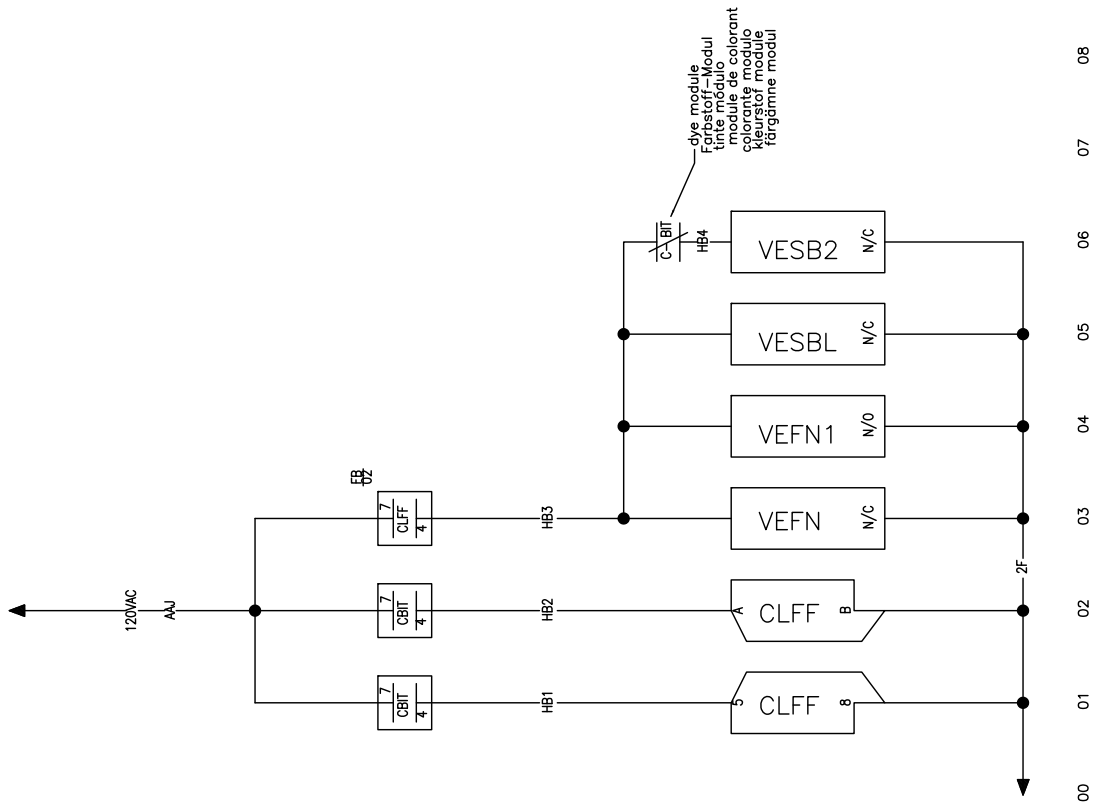 120VAC
AAJ
EB
02
7
CBIT
4
7
CBIT
4
7
CLFF
4
HB1
HB2
HB3
C-BIT
HB4
dye module
Farbstoff-Modul
tinte módulo
module de colorant
colorante modulo
kleurstof module
färgämne modul
5
CLFF
8
A
CLFF
B
VEFN
N/C
VEFN1
N/O
VESBL
N/C
VESB2
N/C
2F
00
01
02
03
04
05
06
07
08